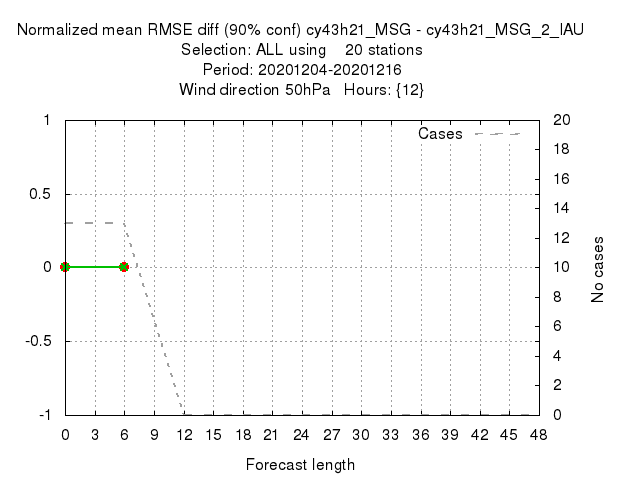 Normalized mean RMSE diff (90% conf) cy43h21_MSG - cy43h21_MSG_2_IAU
Selection: ALL using    20 stations
Period: 20201204-20201216
Wind direction 50hPa   Hours: {12}
Cases
1
0.5
0
-0.5
-1
20
18
16
14
12
10
8
6
4
2
0
No cases
0 3 6 9 12 15 18 21 24 27 30 33 36 39 42 45 48
Forecast length